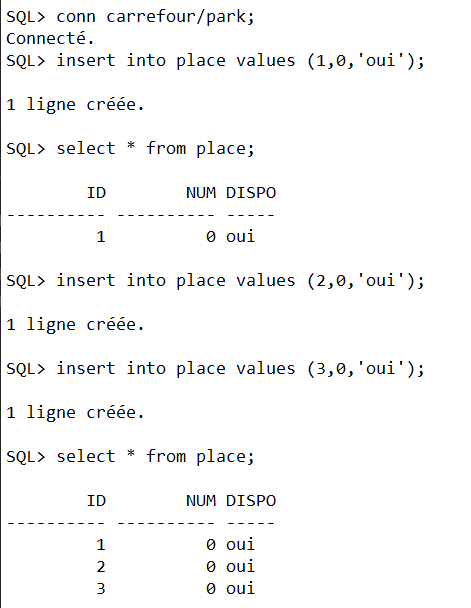 SQL> conn carrefour/park;
Connecté.
SQL> insert into place values (1,0,'oui');
1 ligne créée.
SQL> select * from place;
        ID        NUM DISPO
---------- ---------- -----
         1          0 oui
SQL> insert into place values (2,0,'oui');
1 ligne créée.
SQL> insert into place values (3,0,'oui');
1 ligne créée.
SQL> select * from place;
        ID        NUM DISPO
---------- ---------- -----
         1          0 oui
         2          0 oui
         3          0 oui